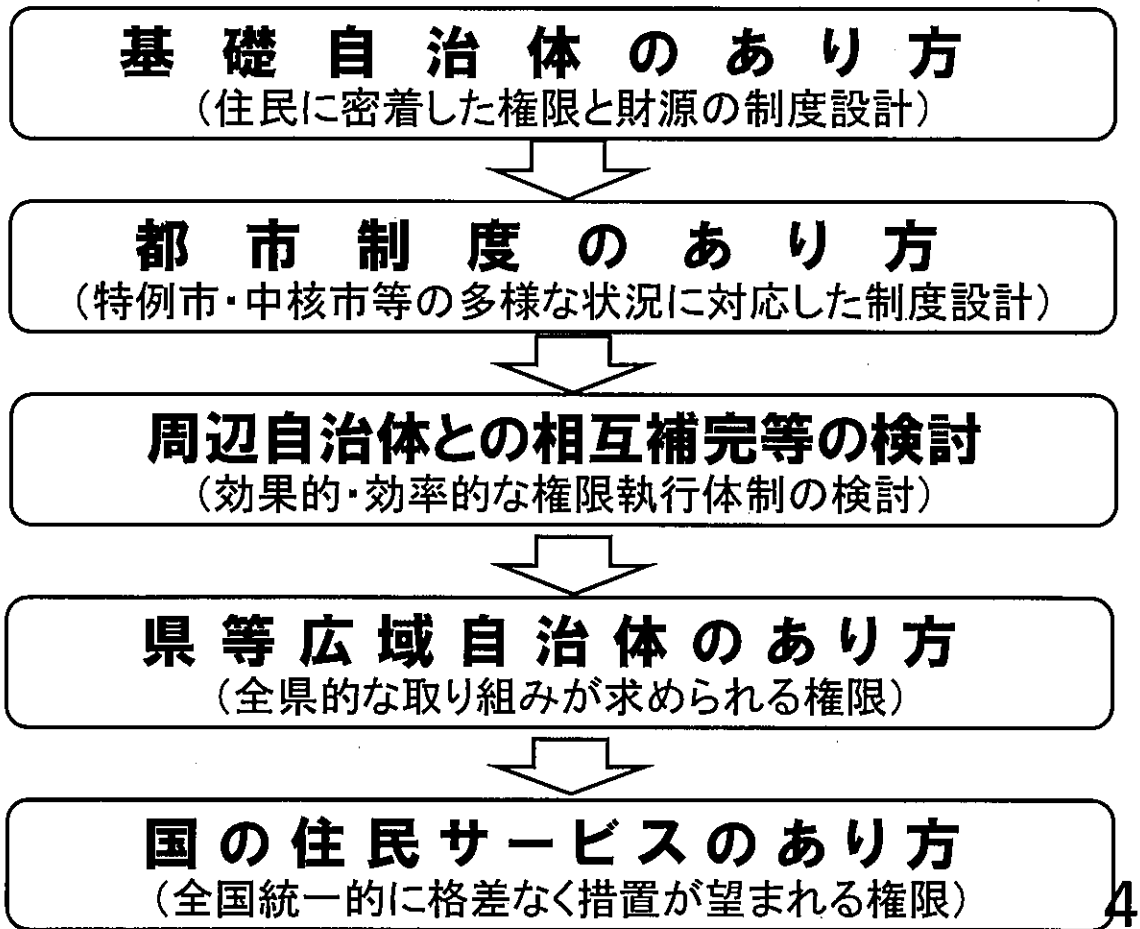 基礎自治体のあり方
(住民に密着した権限と財源の制度設計)
都市制度のあり方
(特例市・中核市等の多様な状況に対応した制度設計)
周辺自治体との相互補完等の検討
(効果的・効率的な権限執行体制の検討)
県等広域自治体のあり方
(全県的な取り組みが求められる権限)
国の住民サービスのあり方
(全国統一的に格差なく措置が望まれる権限)
4